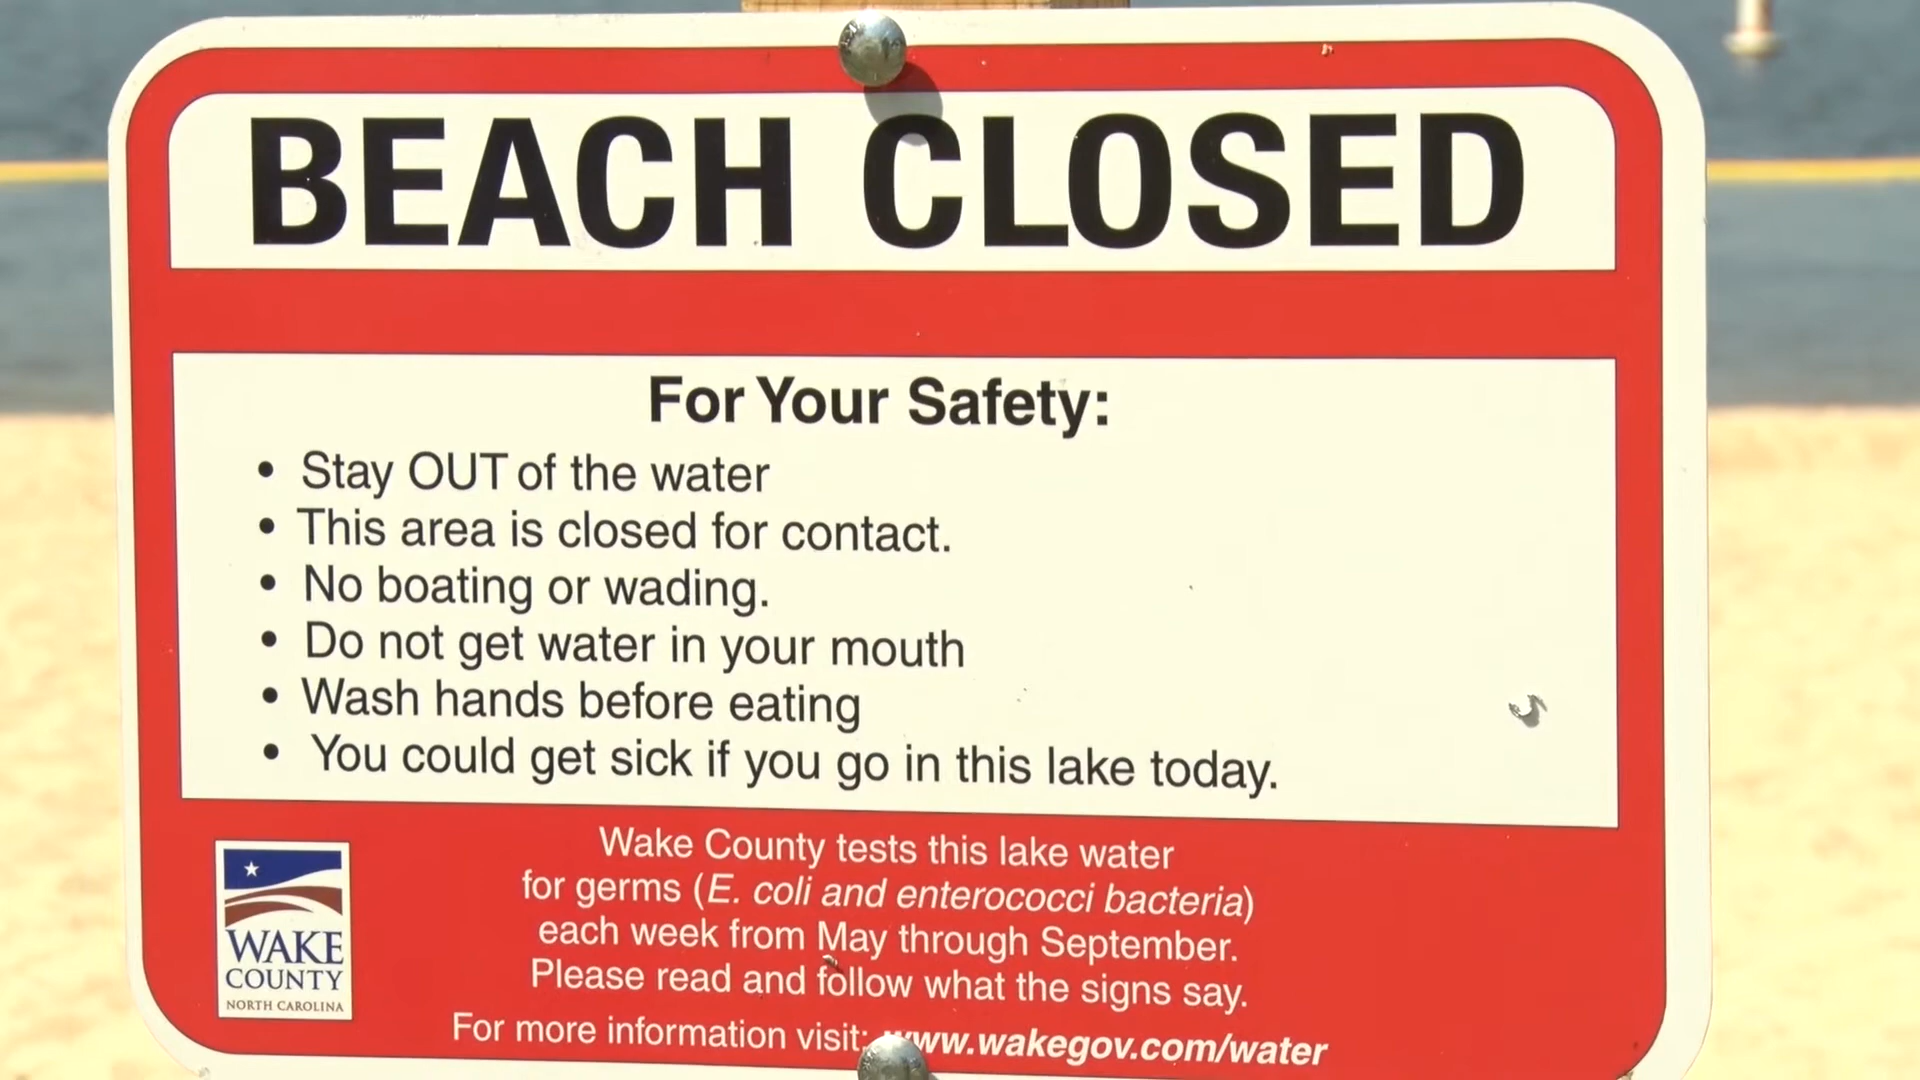 BEACH CLOSED
For Your Safety:
• Stay OUT of the water
• This area is closed for contact.
• No boating or wading.
• Do not get water in your mouth
• Wash hands before eating
• You could get sick if you go in this lake today.
Wake County tests this lake water
for germs (E. coli and enterococci bacteria)
each week from May through September.
Please read and follow what the signs say.
For more information visit: www.wakegov.com/water
WAKE
COUNTY
NORTH CAROLINA